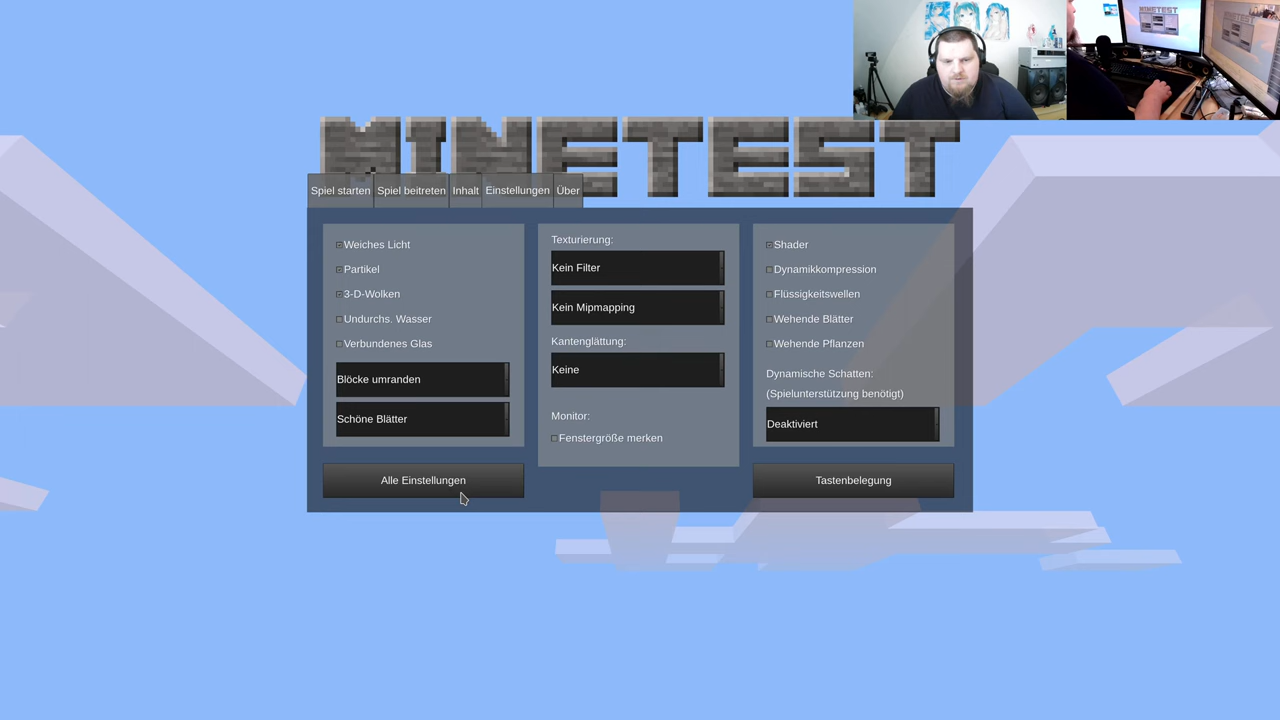 MINETEST
Spiel starten
Spiel beitreten
Inhalt
Einstellungen
Über
Weiches Licht
Partikel
3-D-Wolken
Undurchs. Wasser
Verbundenes Glas
Blöcke umranden
Schöne Blätter
Alle Einstellungen
Texturierung:
Kein Filter
Kein Mipmapping
Kantenglättung:
Keine
Monitor:
Fenstergröße merken
Shader
Dynamikkompression
Flüssigkeitswellen
Wehende Blätter
Wehende Pflanzen
Dynamische Schatten:
(Spielunterstützung benötigt)
Deaktiviert
Tastenbelegung